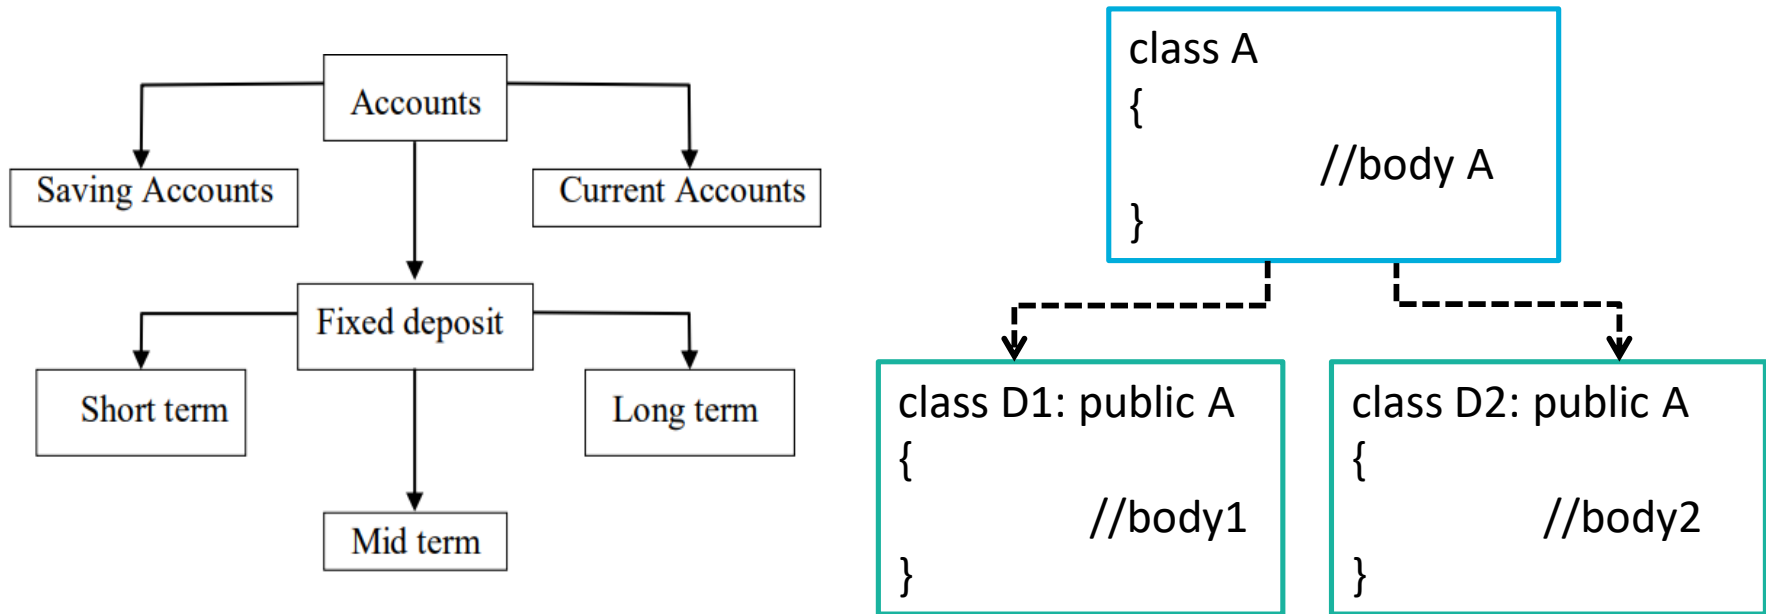 Accounts
Saving Accounts
Current Accounts
Fixed deposit
Short term
Long term
Mid term
class A
{
//body A
}
class D1: public A
{
//body1
}
class D2: public A
{
//body2
}